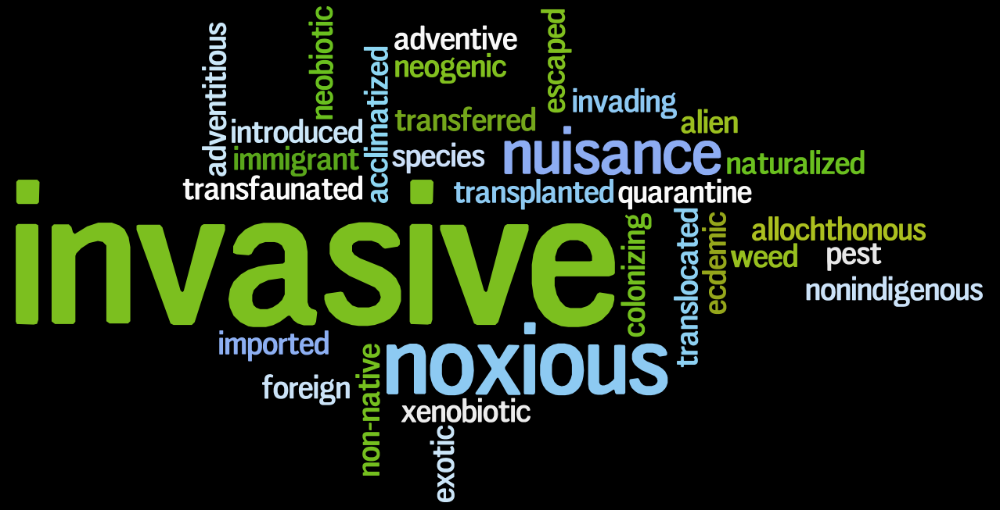 neobiotic
escaped
adventitious
adventive
acclimatized
neogenic
invading
transferred
alien
introduced
nuisance
species
immigrant
naturalized
transfaunated
transplanted
quarantine
invasive
colonizing
translocated
ecdemic
allochthonous
weed
pest
nonindigenous
noxious
imported
non-native
foreign
xenobiotic
exotic